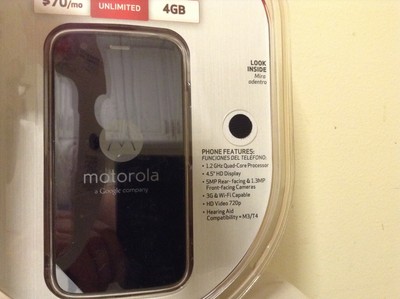 $70/mo
UNLIMITED
4GB
LOOK
INSIDE
Mira
adentro
motorola
a Google company
PHONE FEATURES:
FUNCIONES DEL TELÉFONO:
• 1.2 GHz Quad-Core Processor
• 4.5" HD Display
• 5MP Rear-facing & 1.3MP
Front-facing Cameras
• 3G & Wi-Fi Capable
• HD Video 720p
• Hearing Aid
Compatibility = M3/T4